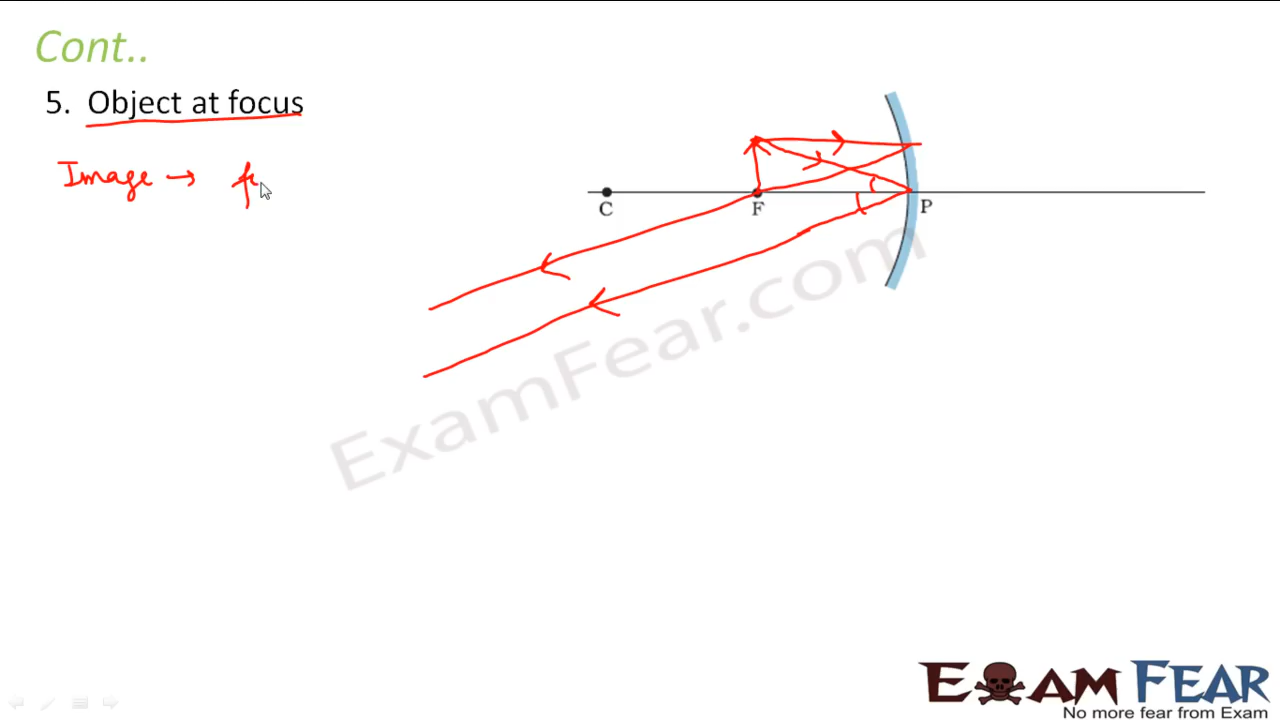 Cont..
5. Object at focus
Image →
C F P
ExamFear.com
EXAM FEAR
No more fear from Exam